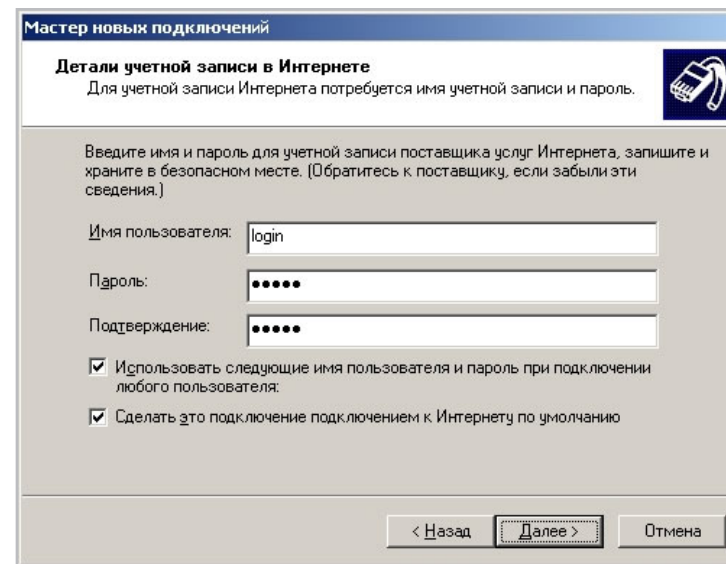 Мастер новых подключений
Детали учетной записи в Интернете
Для учетной записи Интернета потребуется имя учетной записи и пароль.
Введите имя и пароль для учетной записи поставщика услуг Интернета, запишите и
храните в безопасном месте. (Обратитесь к поставщику, если забыли эти
сведения.)
Имя пользователя: login
Пароль: •••••
Подтверждение: •••••
Использовать следующие имя пользователя и пароль при подключении
любого пользователя:
Сделать это подключение подключением к Интернету по умолчанию
< Назад Далее > Отмена